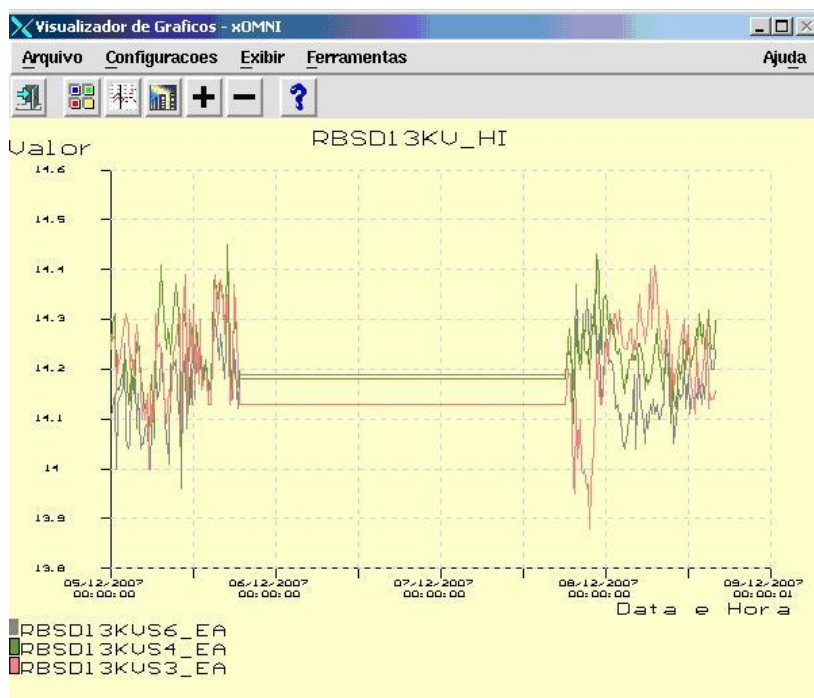 Visualizador de Graficos - xOMNI
Arquivo Configuracoes Exibir Ferramentas Ajuda
RBSD13KV_HI
Valor
14.6
14.5
14.4
14.3
14.2
14.1
14
13.9
13.8
05/12/2007 06/12/2007 07/12/2007 08/12/2007 09/12/2007
00:00:00 00:00:00 00:00:00 00:00:00 00:00:01
Data e Hora
RBSD13KVS6_EA
RBSD13KVS4_EA
RBSD13KVS3_EA